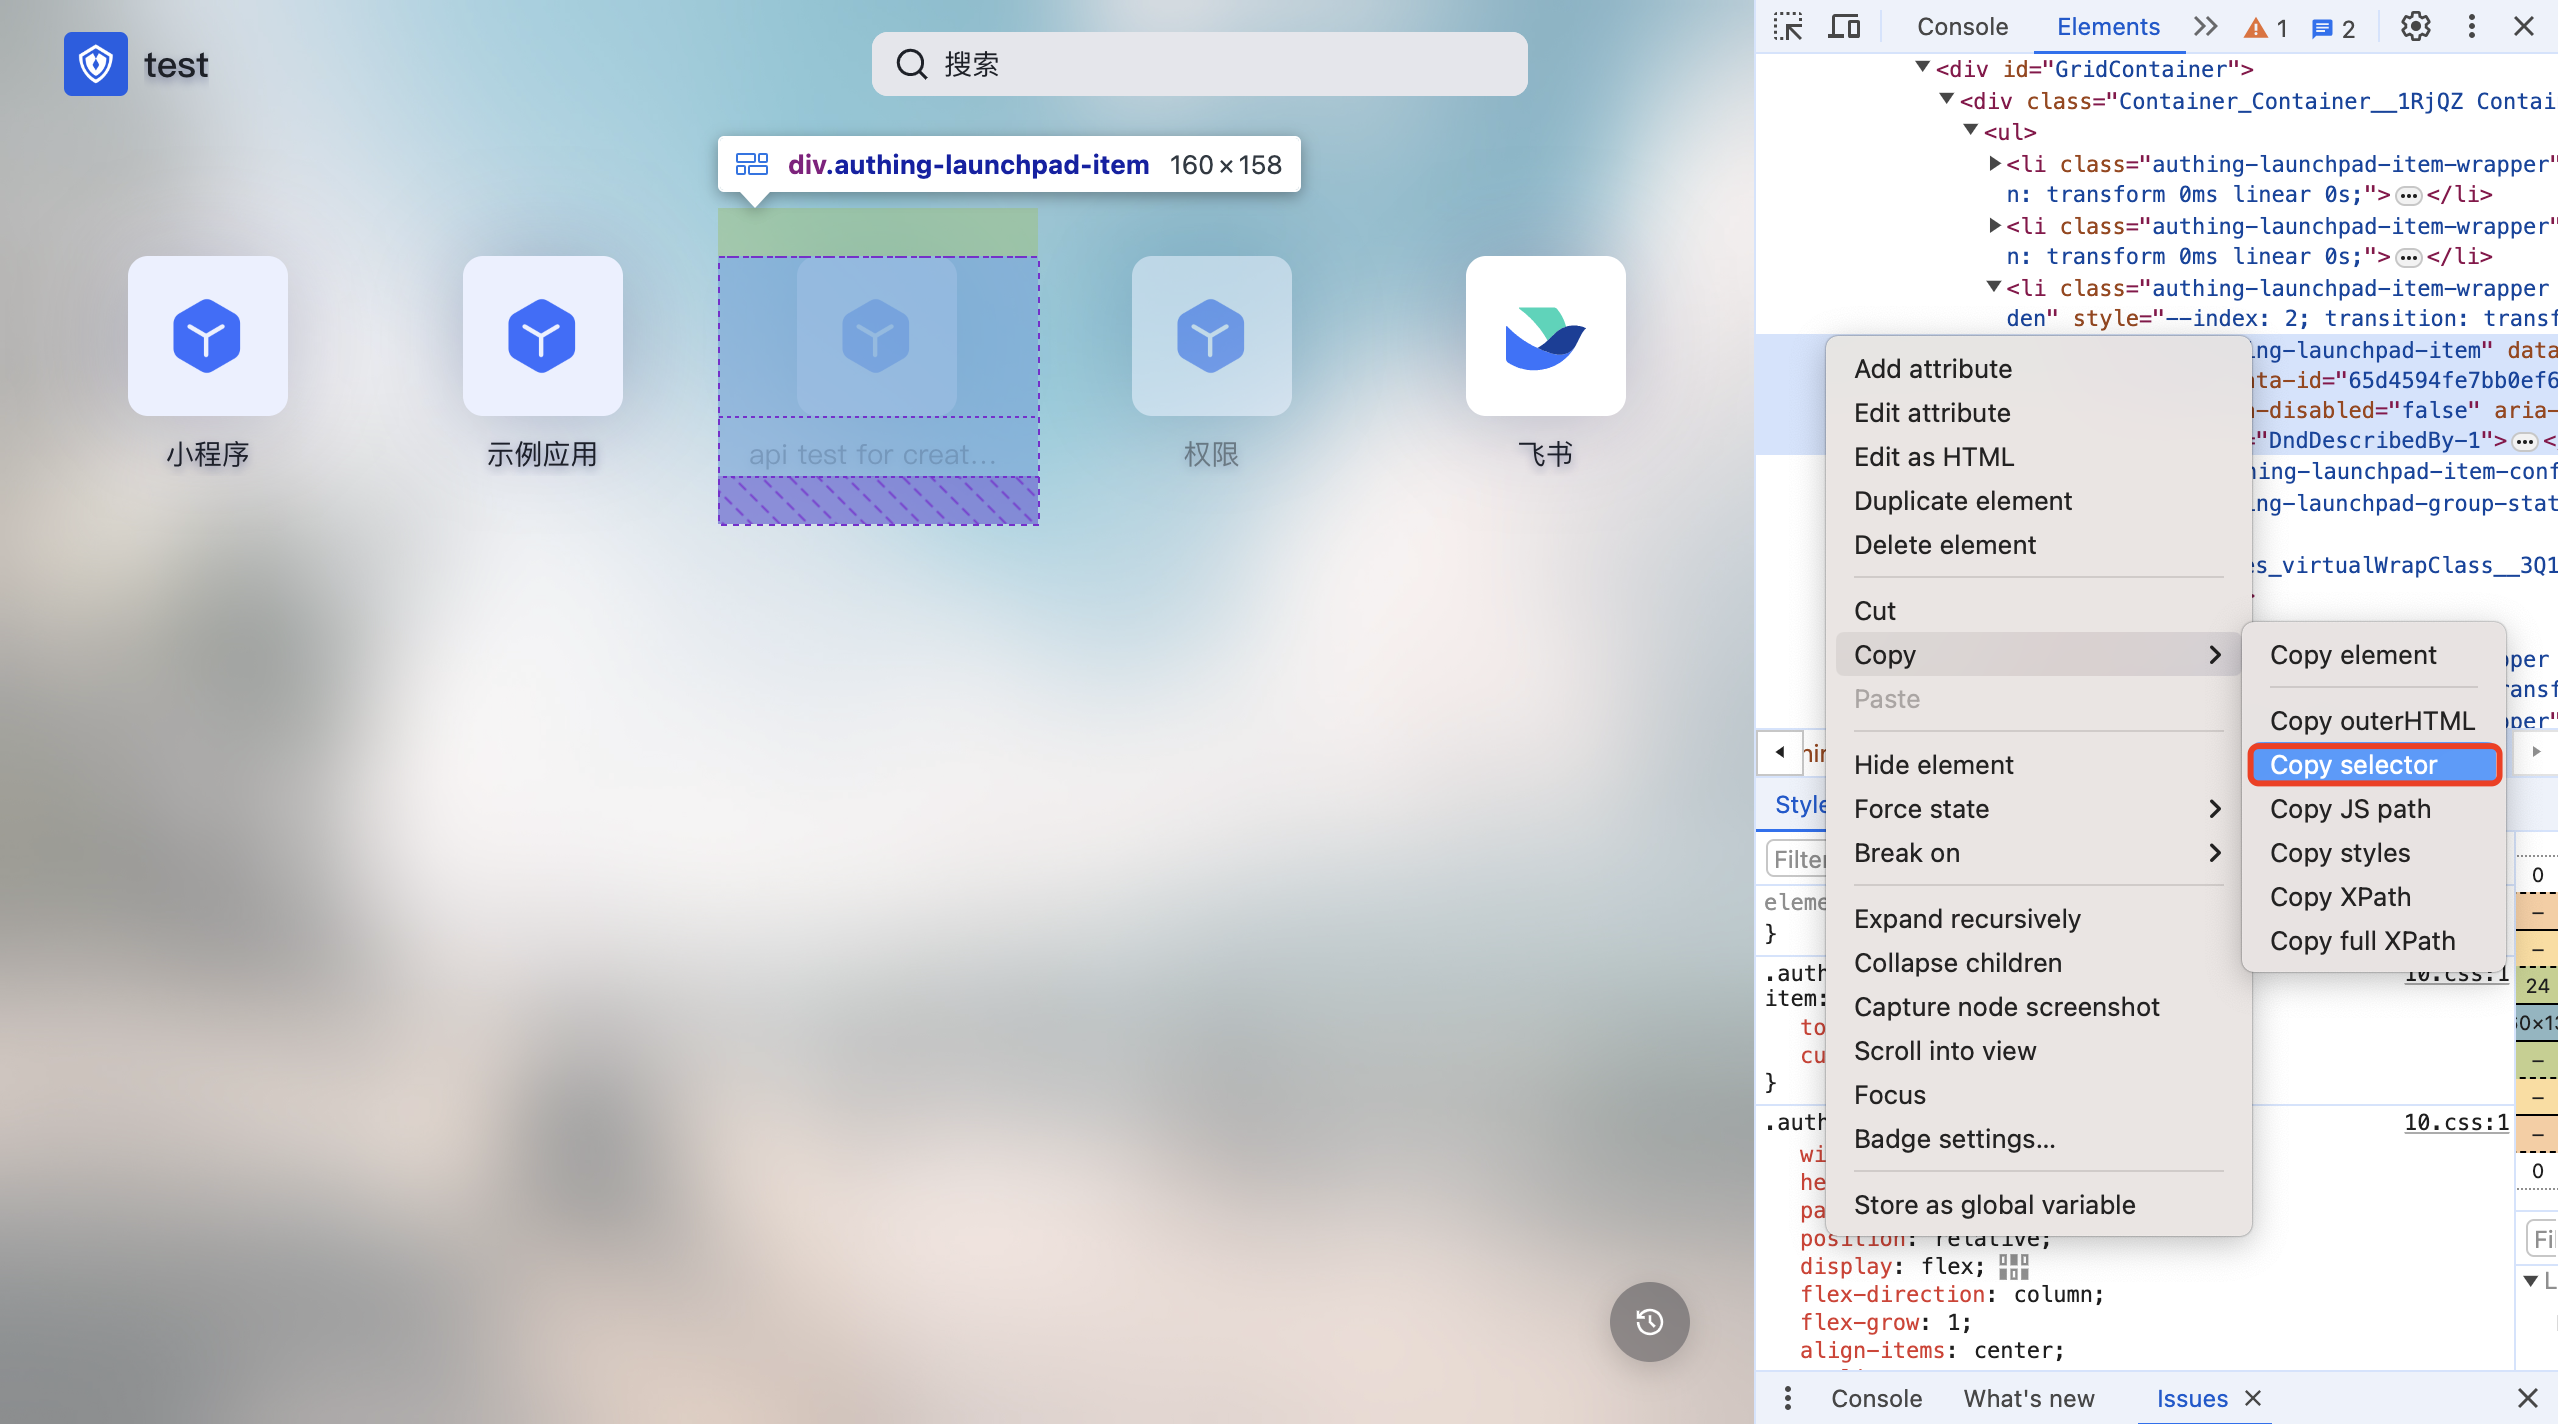 test
搜索
div.authing-launchpad-item 160×158
小程序
示例应用
api test for creat...
权限
飞书
Console
Elements
1
2
<div id="GridContainer">
<div class="Container_Container__1RjQZ Contai
<ul>
<li class="authing-launchpad-item-wrapper"
n: transform 0ms linear 0s;"> … </li>
<li class="authing-launchpad-item-wrapper"
n: transform 0ms linear 0s;"> … </li>
<li class="authing-launchpad-item-wrapper
den" style="--index: 2; transition: transf
ng-launchpad-item" data
ta-id="65d4594fe7bb0ef6
-disabled="false" aria-
="DndDescribedBy-1"> … <
hing-launchpad-item-conf
ng-launchpad-group-stat
es_virtualWrapClass__3Q1
pper
ransf
pper"
Add attribute
Edit attribute
Edit as HTML
Duplicate element
Delete element
Cut
Copy
Paste
Hide element
Force state
Break on
Expand recursively
Collapse children
Capture node screenshot
Scroll into view
Focus
Badge settings...
Store as global variable
Copy element
Copy outerHTML
Copy selector
Copy JS path
Copy styles
Copy XPath
Copy full XPath
Style
Filter
eleme
}
.auth
10.css:1
item:
to
cu
}
.auth
10.css:1
wi
he
pa
position: relative;
display: flex;
flex-direction: column;
flex-grow: 1;
align-items: center;
0
–
–
24
60×13
–
–
–
0
Fi
L
Console
What's new
Issues